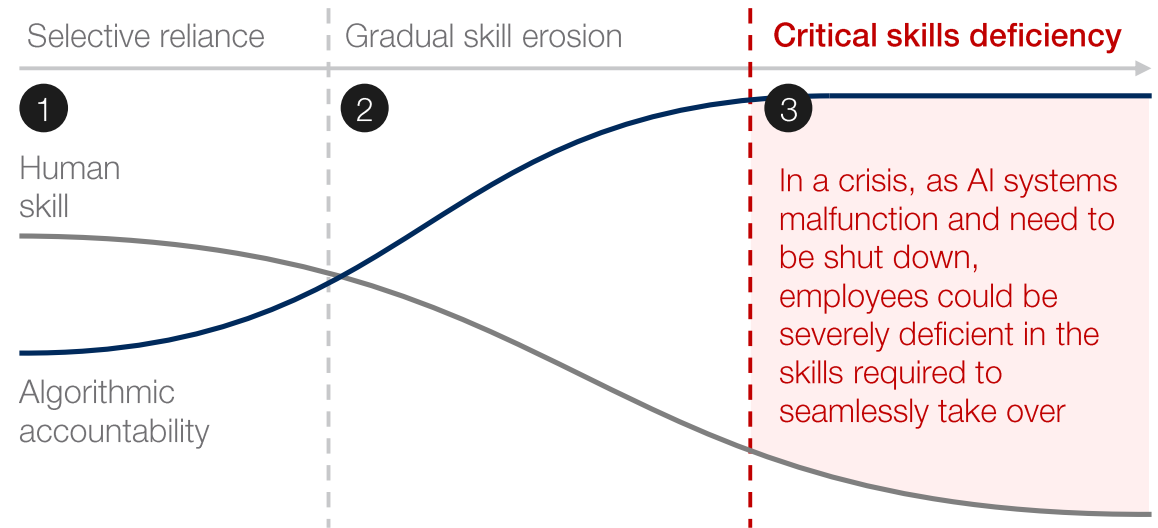 Selective reliance
Gradual skill erosion
Critical skills deficiency
1
2
3
Human
skill
Algorithmic
accountability
In a crisis, as AI systems
malfunction and need to
be shut down,
employees could be
severely deficient in the
skills required to
seamlessly take over